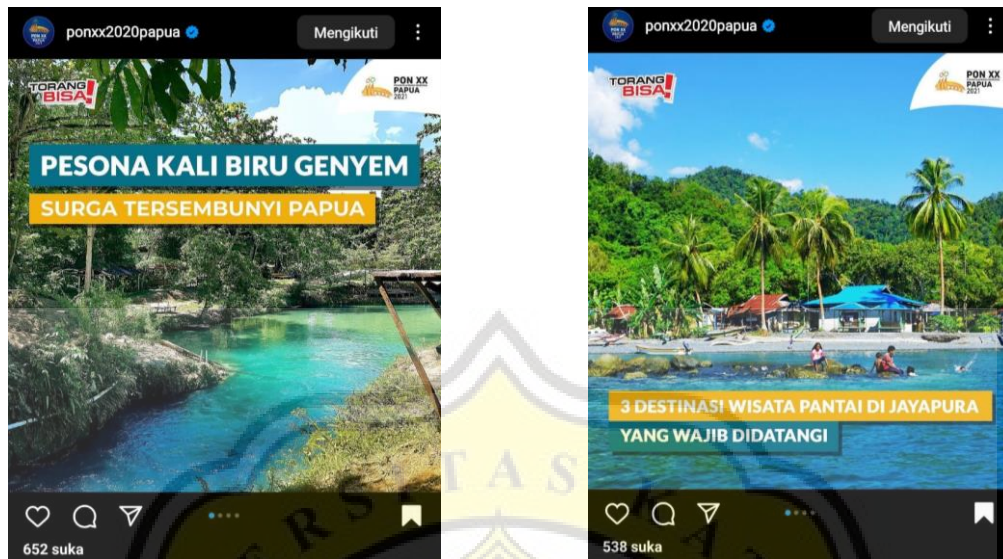 ponxx2020papua
Mengikuti
TORANG
BISA!
PON XX
PAPUA
2021
PESONA KALI BIRU GENYEM
SURGA TERSEMBUNYI PAPUA
652 suka
ponxx2020papua
Mengikuti
TORANG
BISA!
PON XX
PAPUA
2021
3 DESTINASI WISATA PANTAI DI JAYAPURA
YANG WAJIB DIDATANGI
538 suka